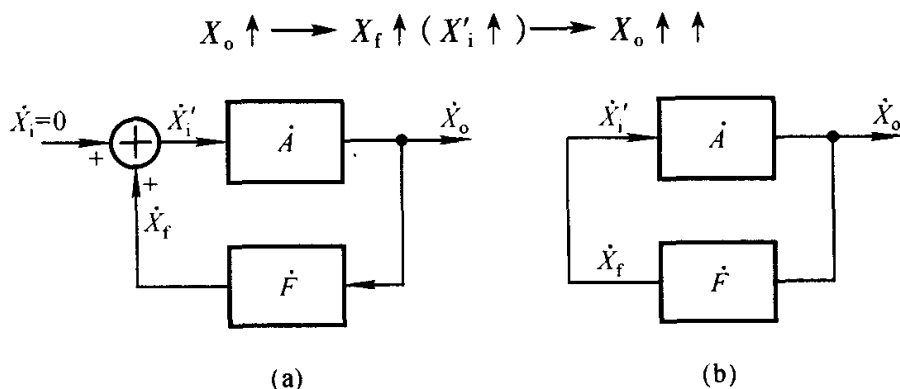 Xo ↑ ⟶ Xf ↑ ( X′i ↑ ) ⟶ Xo ↑ ↑
Ẋi=0
+
+
Ẋ′i
Ȧ
Ẋo
Ẋf
Ḟ
(a)
Ẋ′i
Ȧ
Ẋo
Ẋf
Ḟ
(b)